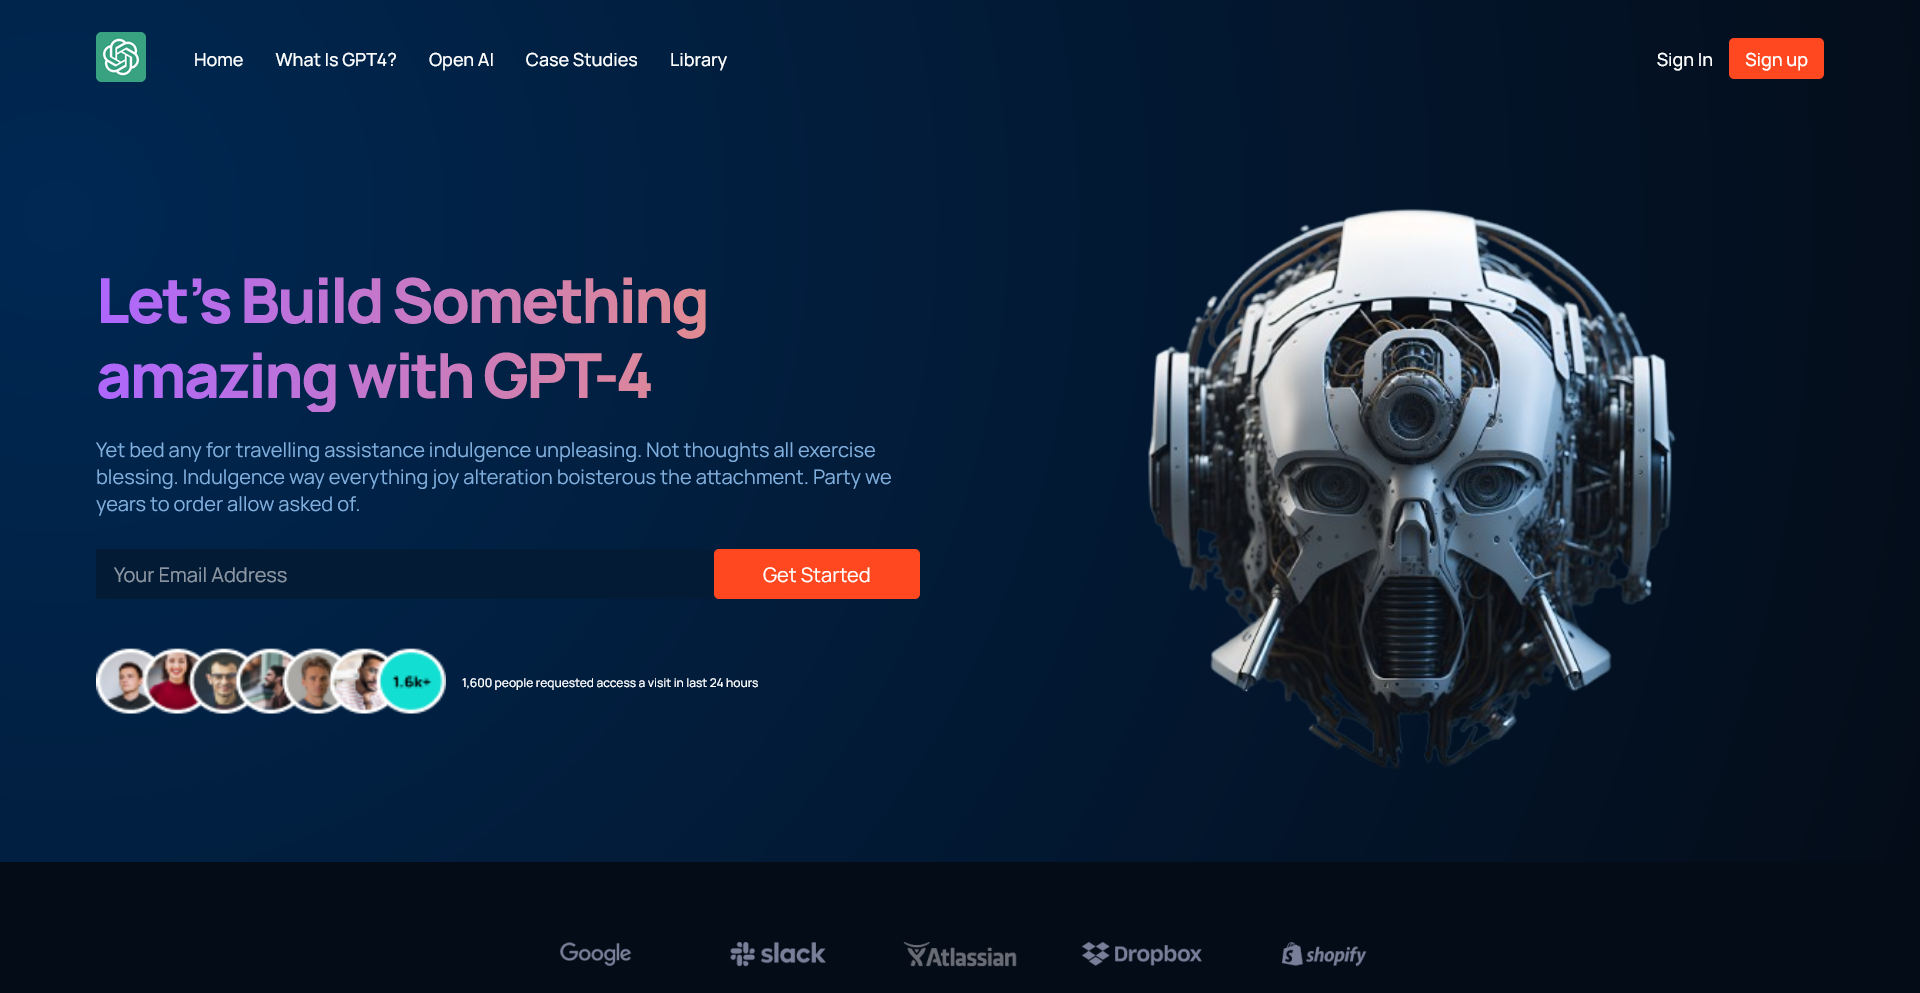 Home What Is GPT4? Open AI Case Studies Library Sign In Sign up
Let's Build Something
amazing with GPT-4
Yet bed any for travelling assistance indulgence unpleasing. Not thoughts all exercise
blessing. Indulgence way everything joy alteration boisterous the attachment. Party we
years to order allow asked of.
Your Email Address Get Started
1.6k+ 1,600 people requested access a visit in last 24 hours
Google slack Atlassian Dropbox shopify